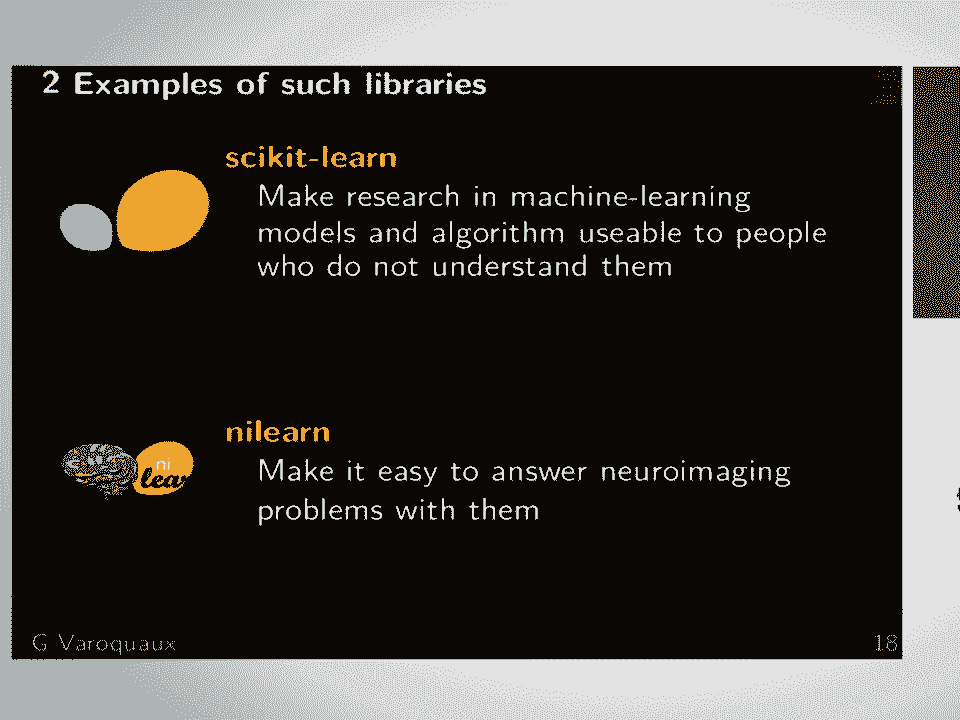 2 Examples of such libraries
scikit-learn
Make research in machine-learning
models and algorithm useable to people
who do not understand them
nilearn
ni
Make it easy to answer neuroimaging
lea
problems with them
G Varoquaux
18